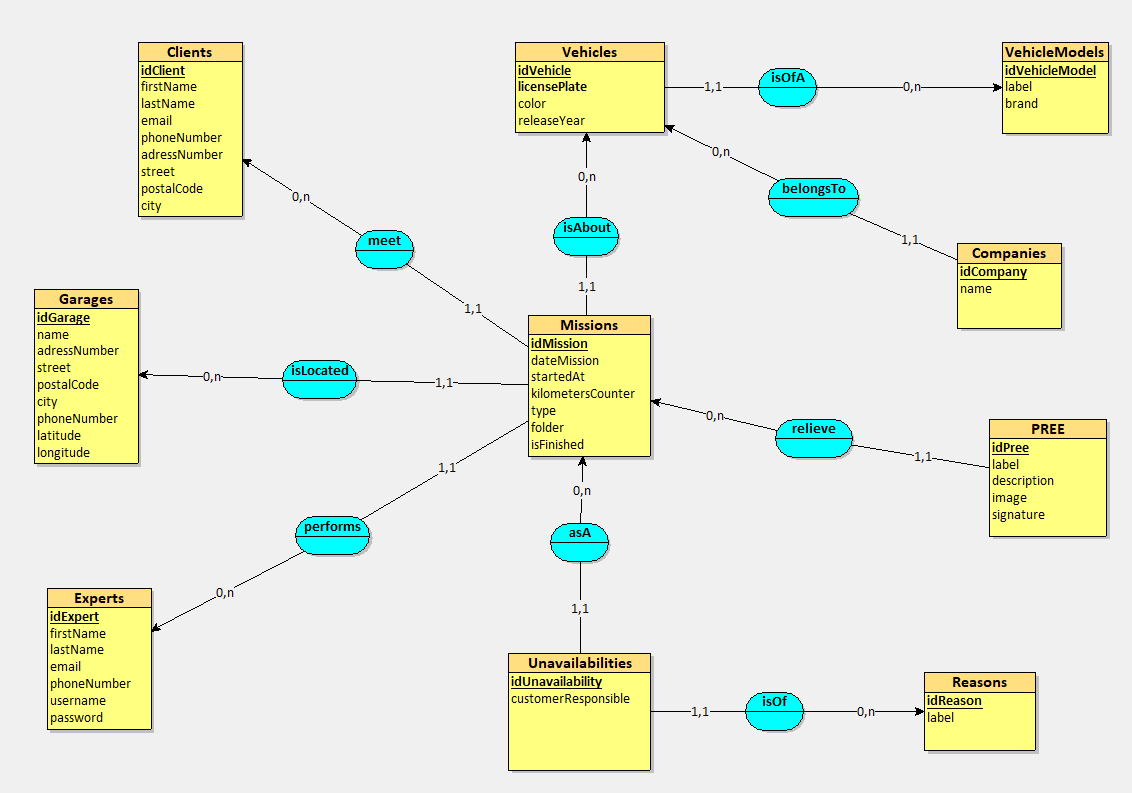 Clients
idClient
firstName
lastName
email
phoneNumber
adressNumber
street
postalCode
city
Vehicles
idVehicle
licensePlate
color
releaseYear
1,1
isOfA
0,n
VehicleModels
idVehicleModel
label
brand
0,n
belongsTo
1,1
Companies
idCompany
name
0,n
isAbout
1,1
0,n
meet
1,1
Garages
idGarage
name
adressNumber
street
postalCode
city
phoneNumber
latitude
longitude
0,n
isLocated
1,1
Missions
idMission
dateMission
startedAt
kilometersCounter
type
folder
isFinished
0,n
relieve
1,1
PREE
idPree
label
description
image
signature
1,1
performs
0,n
Experts
idExpert
firstName
lastName
email
phoneNumber
username
password
0,n
asA
1,1
Unavailabilities
idUnavailability
customerResponsible
1,1
isOf
0,n
Reasons
idReason
label